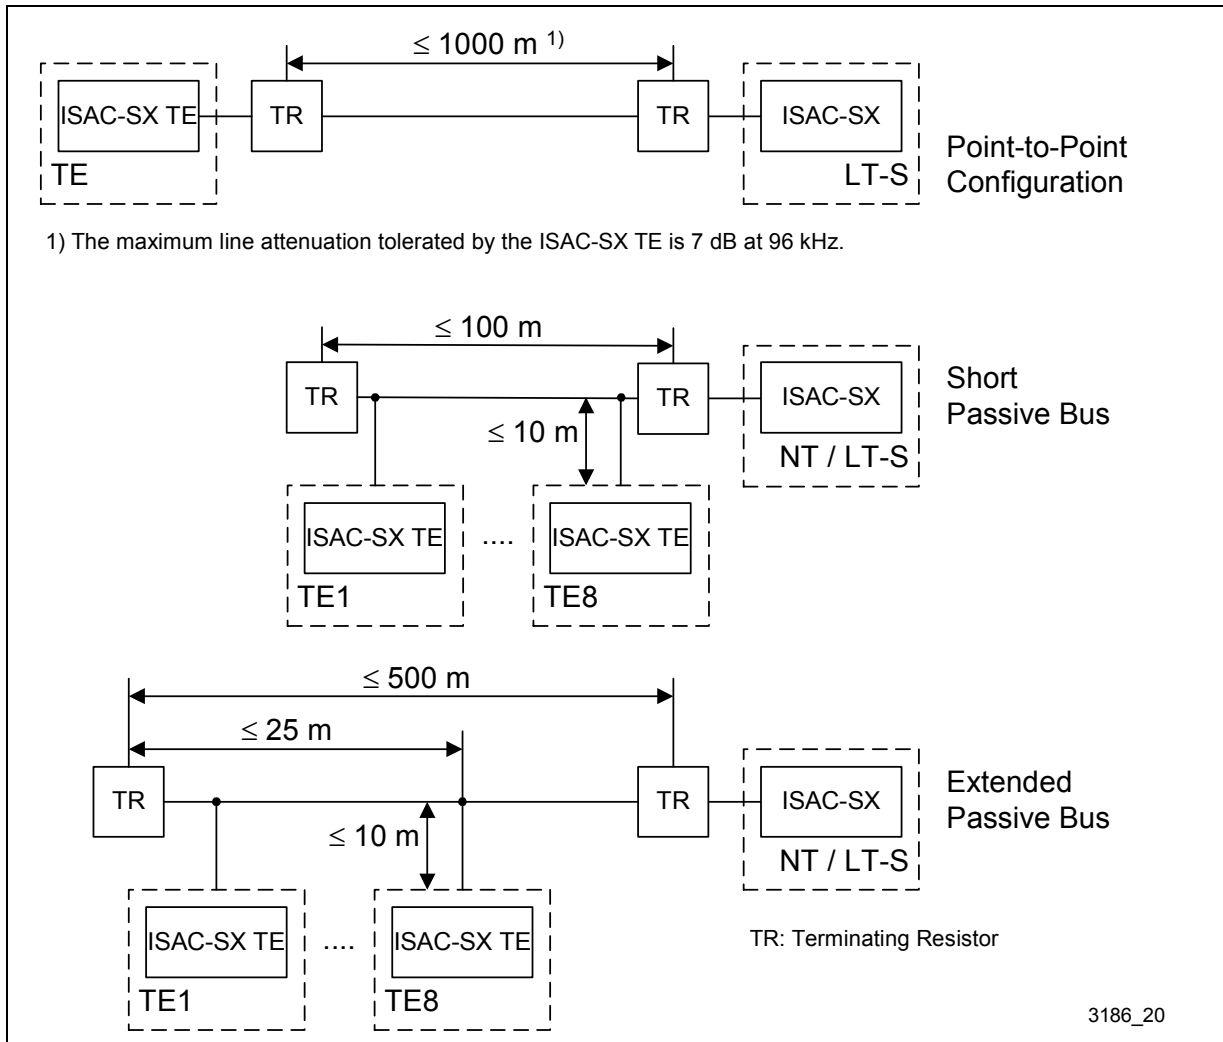 ≤ 1000 m 1)
ISAC-SX TE
TR
TR
ISAC-SX
TE
LT-S
Point-to-Point
Configuration
1) The maximum line attenuation tolerated by the ISAC-SX TE is 7 dB at 96 kHz.
≤ 100 m
TR
TR
ISAC-SX
Short
Passive Bus
≤ 10 m
NT / LT-S
ISAC-SX TE
....
ISAC-SX TE
TE1
TE8
≤ 500 m
≤ 25 m
TR
TR
ISAC-SX
Extended
Passive Bus
≤ 10 m
NT / LT-S
ISAC-SX TE
....
ISAC-SX TE
TR: Terminating Resistor
TE1
TE8
3186_20